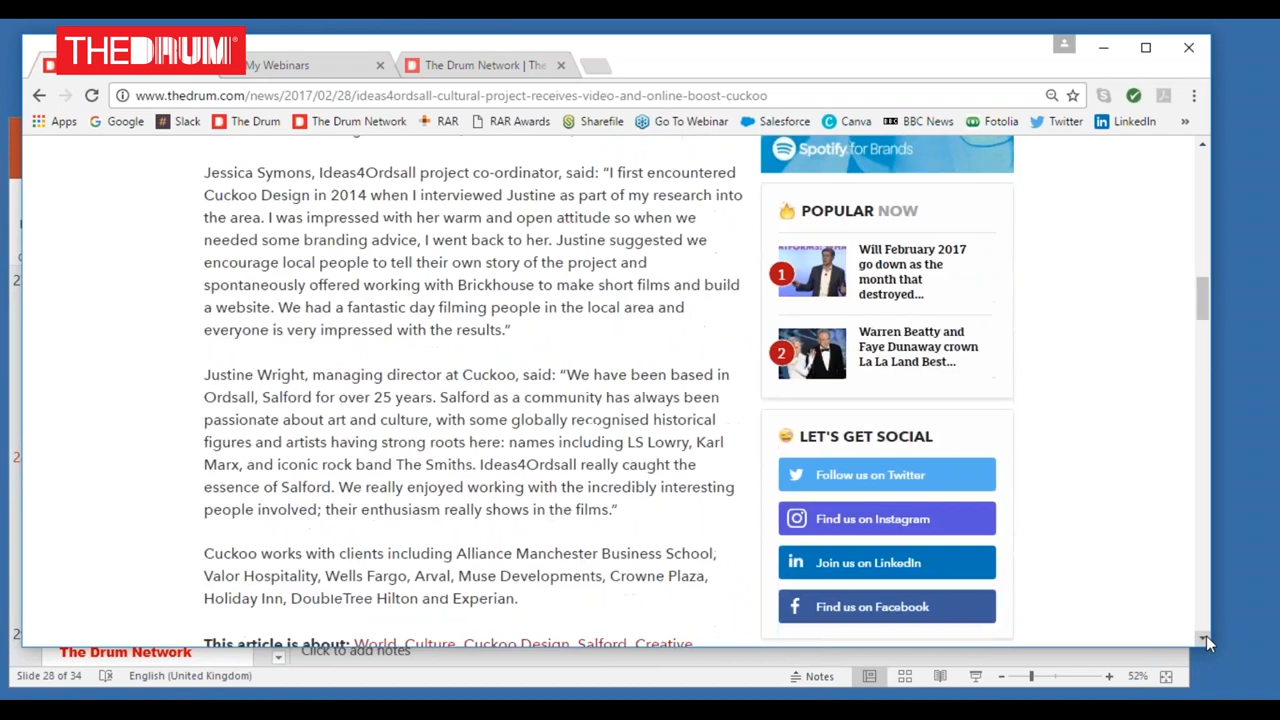 THEDRUM
My Webinars
The Drum Network | The
www.thedrum.com/news/2017/02/28/ideas4ordsall-cultural-project-receives-video-and-online-boost-cuckoo
Apps Google Slack The Drum The Drum Network RAR RAR Awards Sharefile Go To Webinar Salesforce Canva BBC News Fotolia Twitter LinkedIn »
Jessica Symons, Ideas4Ordsall project co-ordinator, said: “I first encountered
Cuckoo Design in 2014 when I interviewed Justine as part of my research into
the area. I was impressed with her warm and open attitude so when we
needed some branding advice, I went back to her. Justine suggested we
encourage local people to tell their own story of the project and
spontaneously offered working with Brickhouse to make short films and build
a website. We had a fantastic day filming people in the local area and
everyone is very impressed with the results.”
Justine Wright, managing director at Cuckoo, said: “We have been based in
Ordsall, Salford for over 25 years. Salford as a community has always been
passionate about art and culture, with some globally recognised historical
figures and artists having strong roots here: names including LS Lowry, Karl
Marx, and iconic rock band The Smiths. Ideas4Ordsall really caught the
essence of Salford. We really enjoyed working with the incredibly interesting
people involved; their enthusiasm really shows in the films.”
Cuckoo works with clients including Alliance Manchester Business School,
Valor Hospitality, Wells Fargo, Arval, Muse Developments, Crowne Plaza,
Holiday Inn, DoubleTree Hilton and Experian.
This article is about: World, Culture, Cuckoo Design, Salford, Creative
Spotify for Brands
POPULAR NOW
1
Will February 2017
go down as the
month that
destroyed...
2
Warren Beatty and
Faye Dunaway crown
La La Land Best...
LET'S GET SOCIAL
Follow us on Twitter
Find us on Instagram
Join us on LinkedIn
Find us on Facebook
The Drum Network
Click to add notes
Slide 28 of 34 English (United Kingdom) Notes 52%